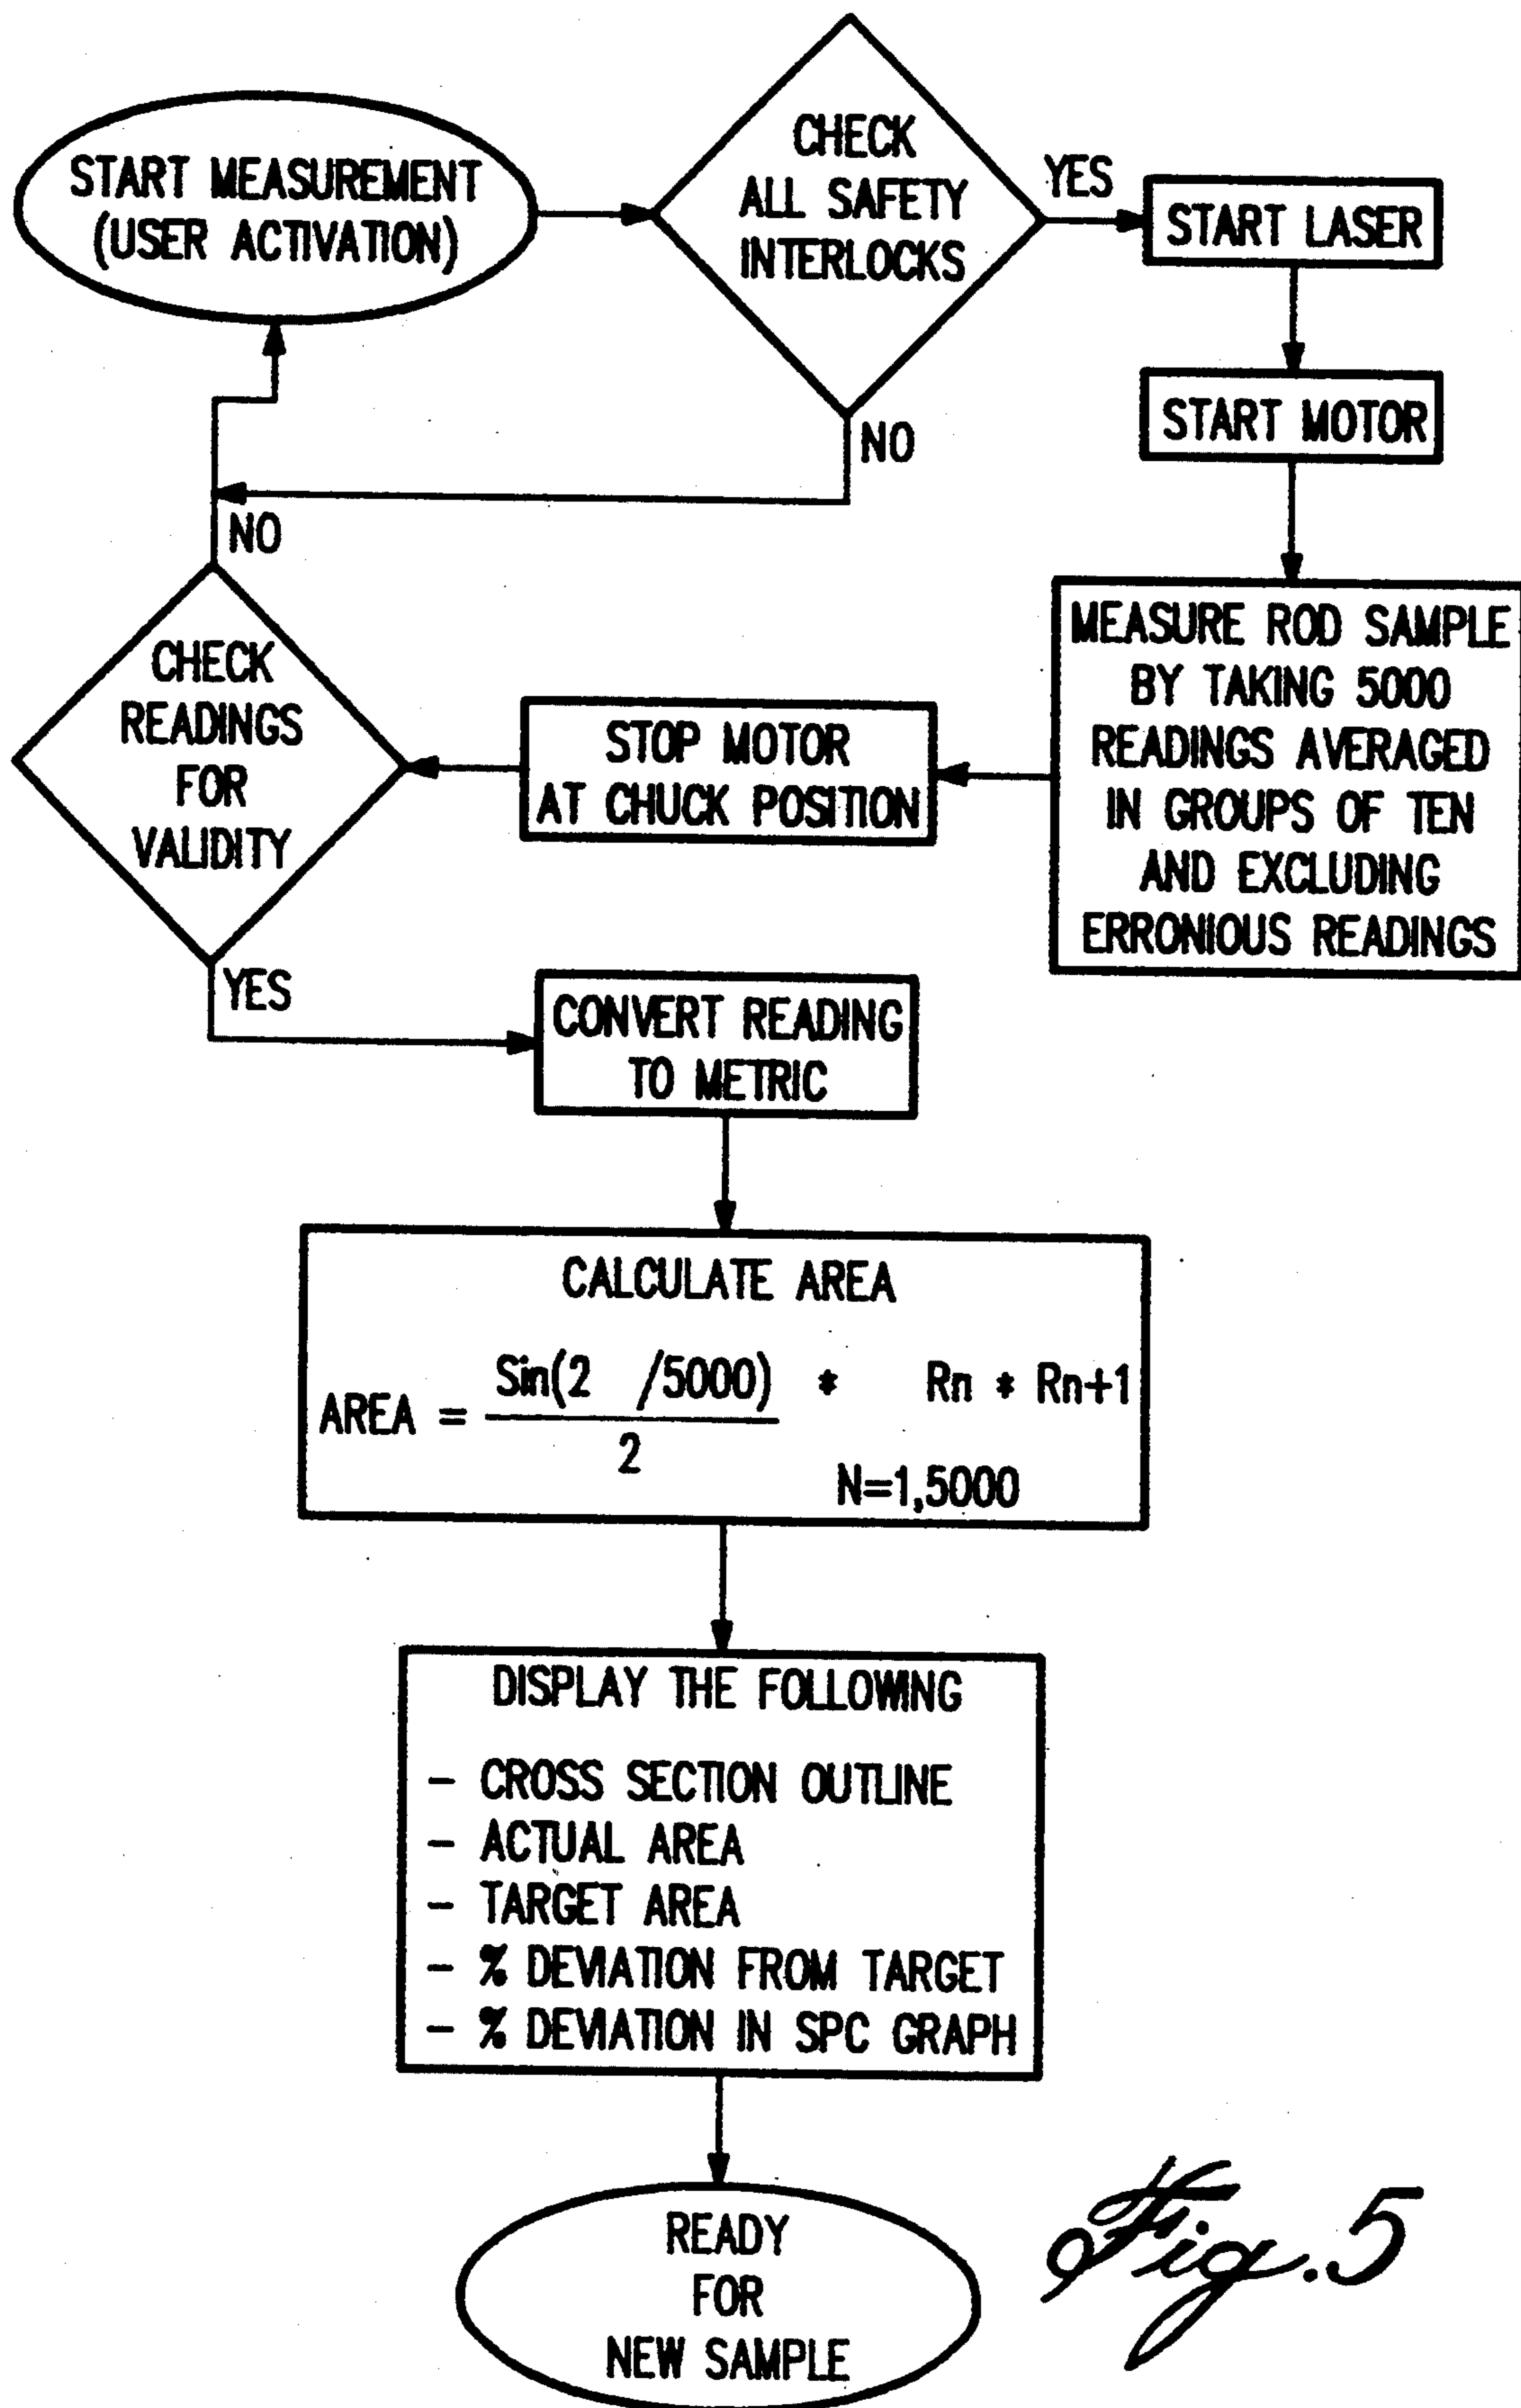 START MEASUREMENT
(USER ACTIVATION)
CHECK
ALL SAFETY
INTERLOCKS
YES
START LASER
START MOTOR
NO
NO
MEASURE ROD SAMPLE
BY TAKING 5000
READINGS AVERAGED
IN GROUPS OF TEN
AND EXCLUDING
ERRONIOUS READINGS
STOP MOTOR
AT CHUCK POSITION
CHECK
READINGS
FOR
VALIDITY
YES
CONVERT READING
TO METRIC
CALCULATE AREA
AREA = Sin(2 /5000) * Rn * Rn+1
2
N=1,5000
DISPLAY THE FOLLOWING
- CROSS SECTION OUTLINE
- ACTUAL AREA
- TARGET AREA
- % DEVIATION FROM TARGET
- % DEVIATION IN SPC GRAPH
READY
FOR
NEW SAMPLE
Fig. 5